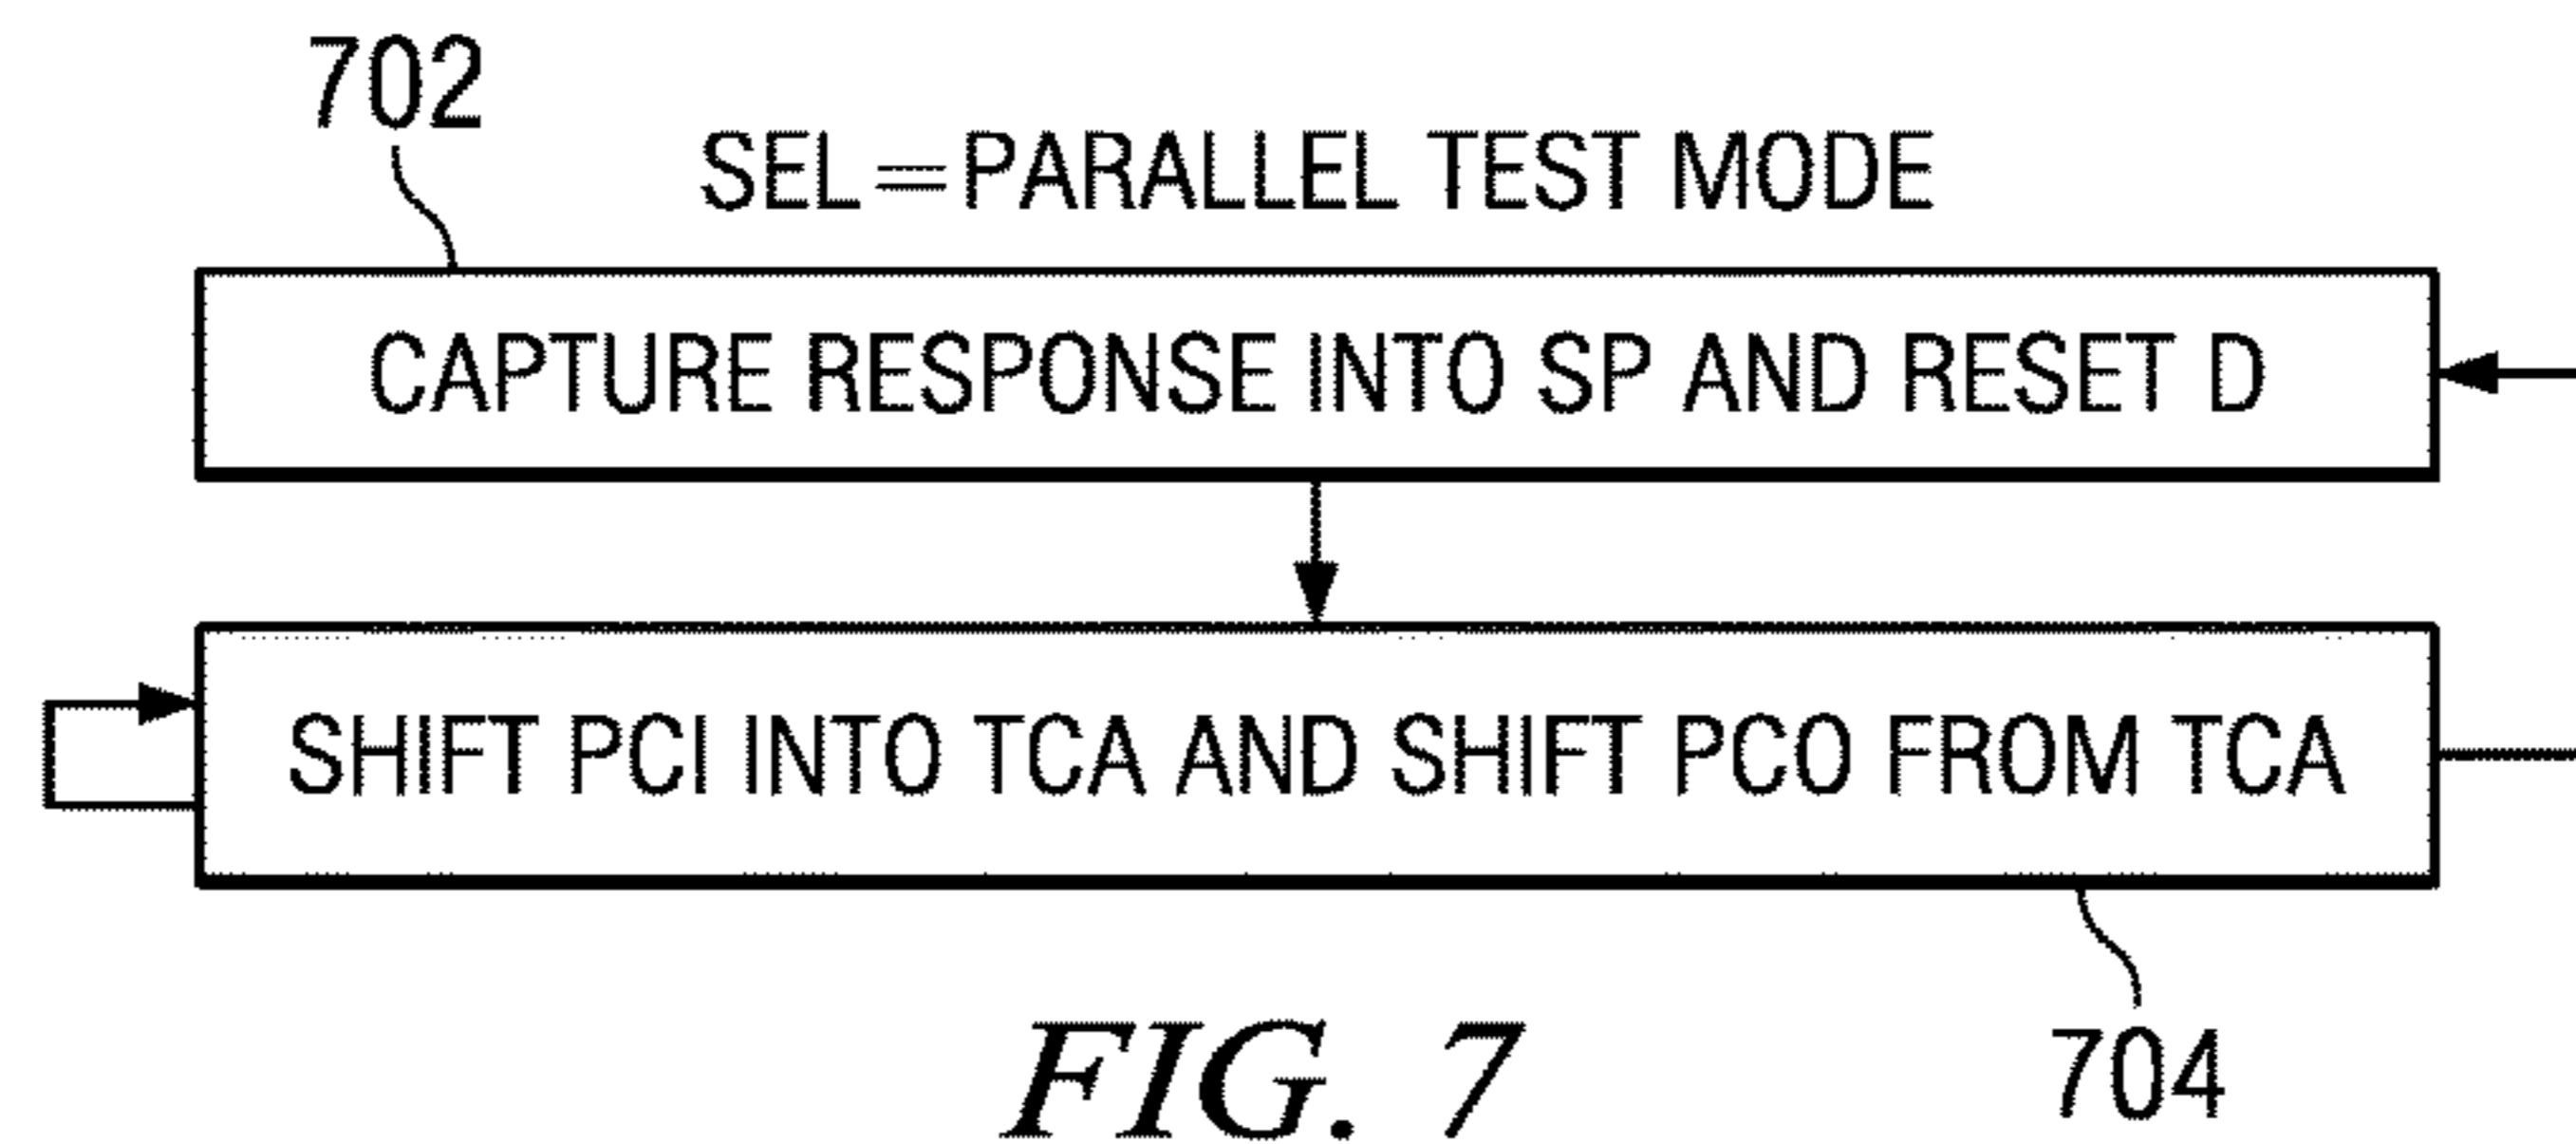 702
SEL=PARALLEL TEST MODE
CAPTURE RESPONSE INTO SP AND RESET D
SHIFT PCI INTO TCA AND SHIFT PCO FROM TCA
704
FIG. 7